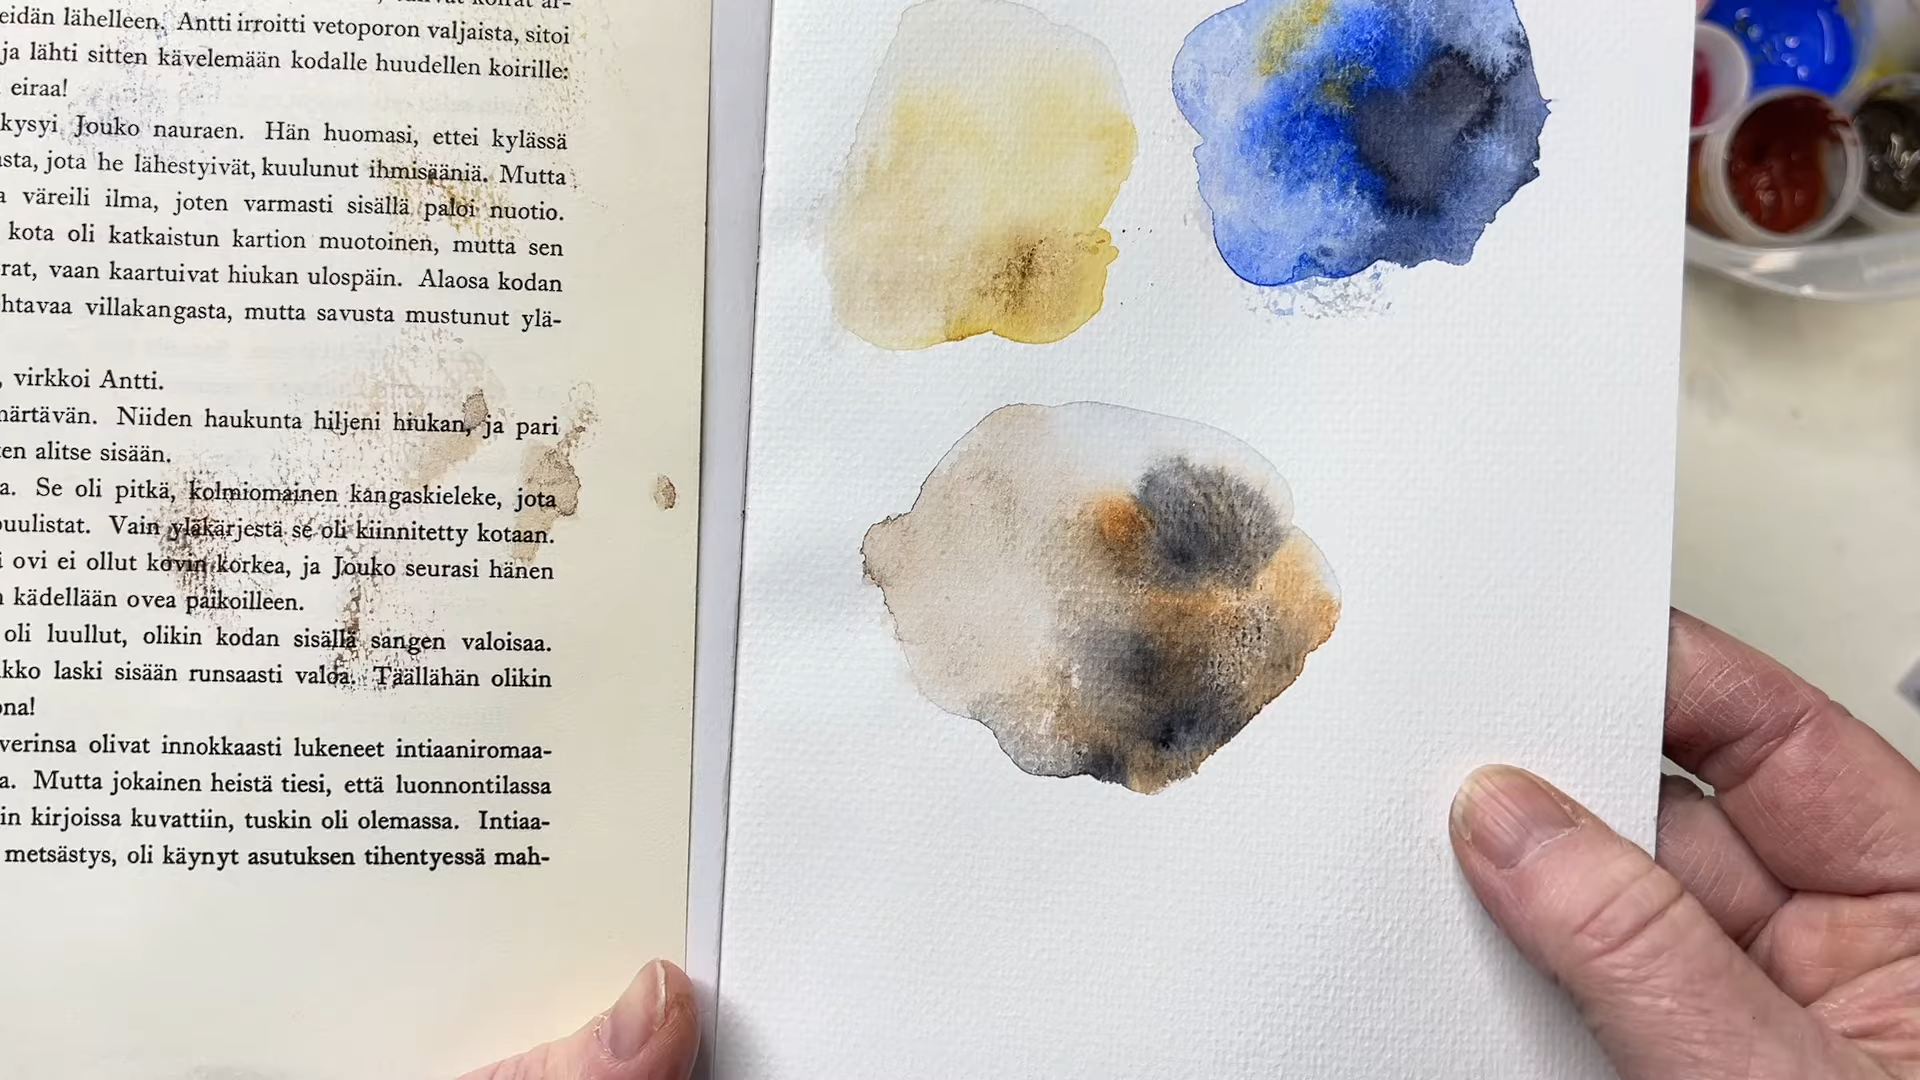 eidän lähelleen. Antti irroitti vetoporon valjaista, sitoi
ja lähti sitten kävelemään kodalle huudellen koirille:
eiraa!
kysyi Jouko nauraen. Hän huomasi, ettei kylässä
asta, jota he lähestyivät, kuulunut ihmisääniä. Mutta
a väreili ilma, joten varmasti sisällä paloi nuotio.
kota oli katkaistun kartion muotoinen, mutta sen
rat, vaan kaartuivat hiukan ulospäin. Alaosa kodan
htavaa villakangasta, mutta savusta mustunut ylä-
, virkkoi Antti.
märtävän. Niiden haukunta hiljeni hiukan, ja pari
en alitse sisään.
a. Se oli pitkä, kolmiomainen kangaskieleke, jota
puulistat. Vain yläkärjestä se oli kiinnitetty kotaan.
i ovi ei ollut kovin korkea, ja Jouko seurasi hänen
n kädellään ovea paikoilleen.
oli luullut, olikin kodan sisällä sangen valoisaa.
kko laski sisään runsaasti valoa. Täällähän olikin
ona!
verinsa olivat innokkaasti lukeneet intiaaniromaa-
a. Mutta jokainen heistä tiesi, että luonnontilassa
in kirjoissa kuvattiin, tuskin oli olemassa. Intiaa-
metsästys, oli käynyt asutuksen tihentyessä mah-